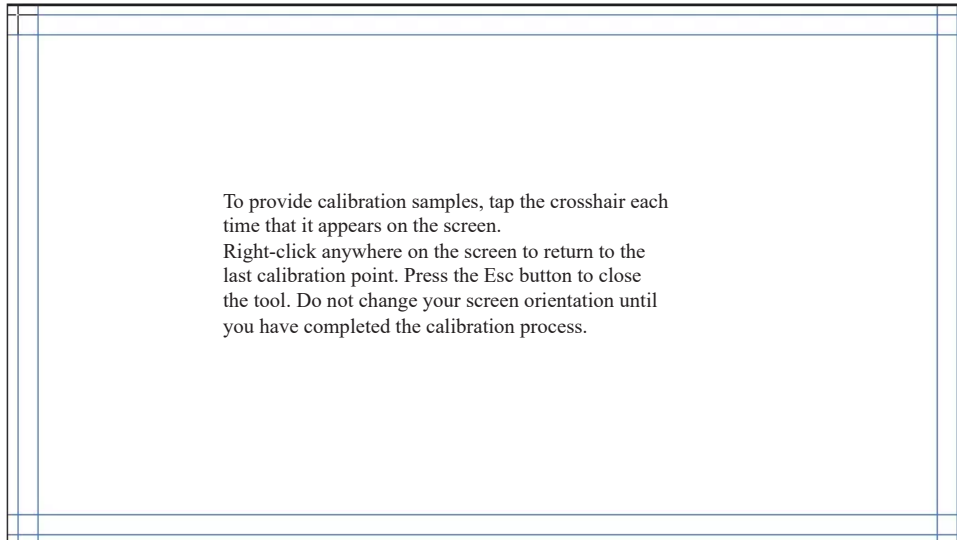 To provide calibration samples, tap the crosshair each
time that it appears on the screen.
Right-click anywhere on the screen to return to the
last calibration point. Press the Esc button to close
the tool. Do not change your screen orientation until
you have completed the calibration process.